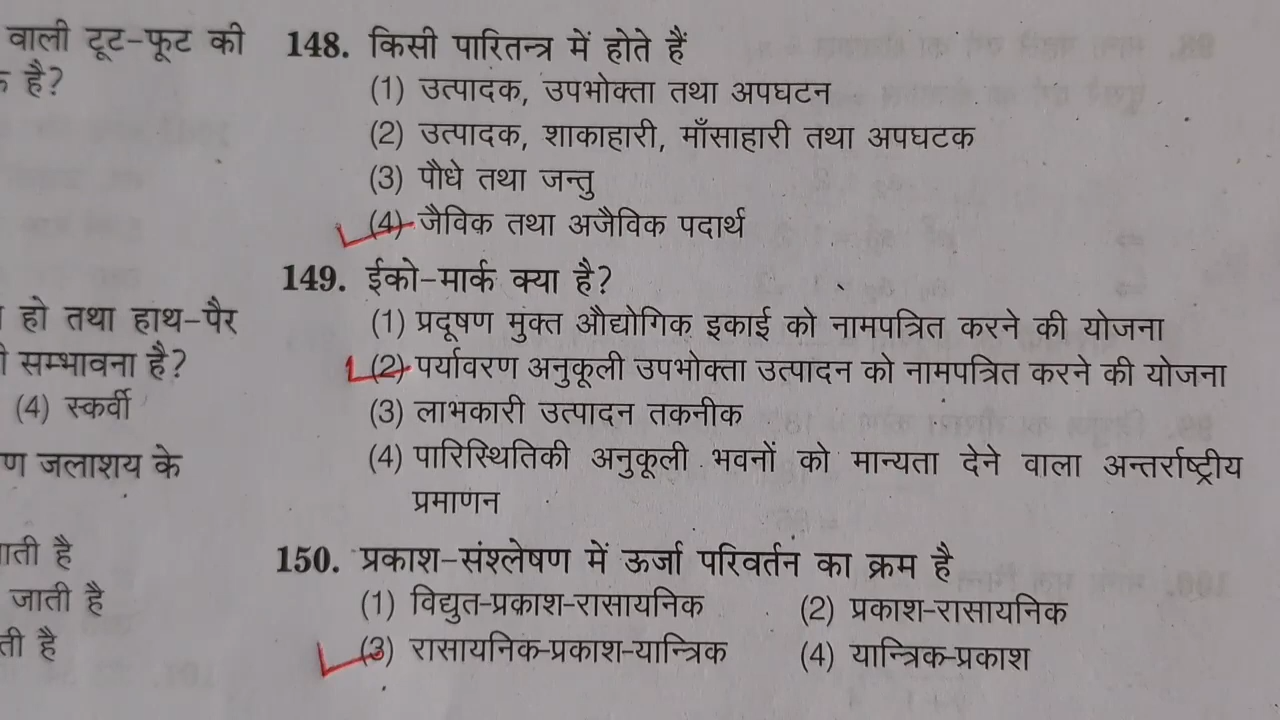 वाली टूट-फूट की
है?
हो तथा हाथ-पैर
सम्भावना है?
(4) स्कर्वी
जलाशय के
है
जाती है
है
148. किसी पारितन्त्र में होते हैं
(1) उत्पादक, उपभोक्ता तथा अपघटन
(2) उत्पादक, शाकाहारी, माँसाहारी तथा अपघटक
(3) पौधे तथा जन्तु
(4) जैविक तथा अजैविक पदार्थ
149. ईको-मार्क क्या है?
(1) प्रदूषण मुक्त औद्योगिक इकाई को नामपत्रित करने की योजना
(2) पर्यावरण अनुकूली उपभोक्ता उत्पादन को नामपत्रित करने की योजना
(3) लाभकारी उत्पादन तकनीक
(4) पारिस्थितिकी अनुकूली भवनों को मान्यता देने वाला अन्तर्राष्ट्रीय
प्रमाणन
150. प्रकाश-संश्लेषण में ऊर्जा परिवर्तन का क्रम है
(1) विद्युत-प्रकाश-रासायनिक (2) प्रकाश-रासायनिक
(3) रासायनिक-प्रकाश-यान्त्रिक (4) यान्त्रिक-प्रकाश